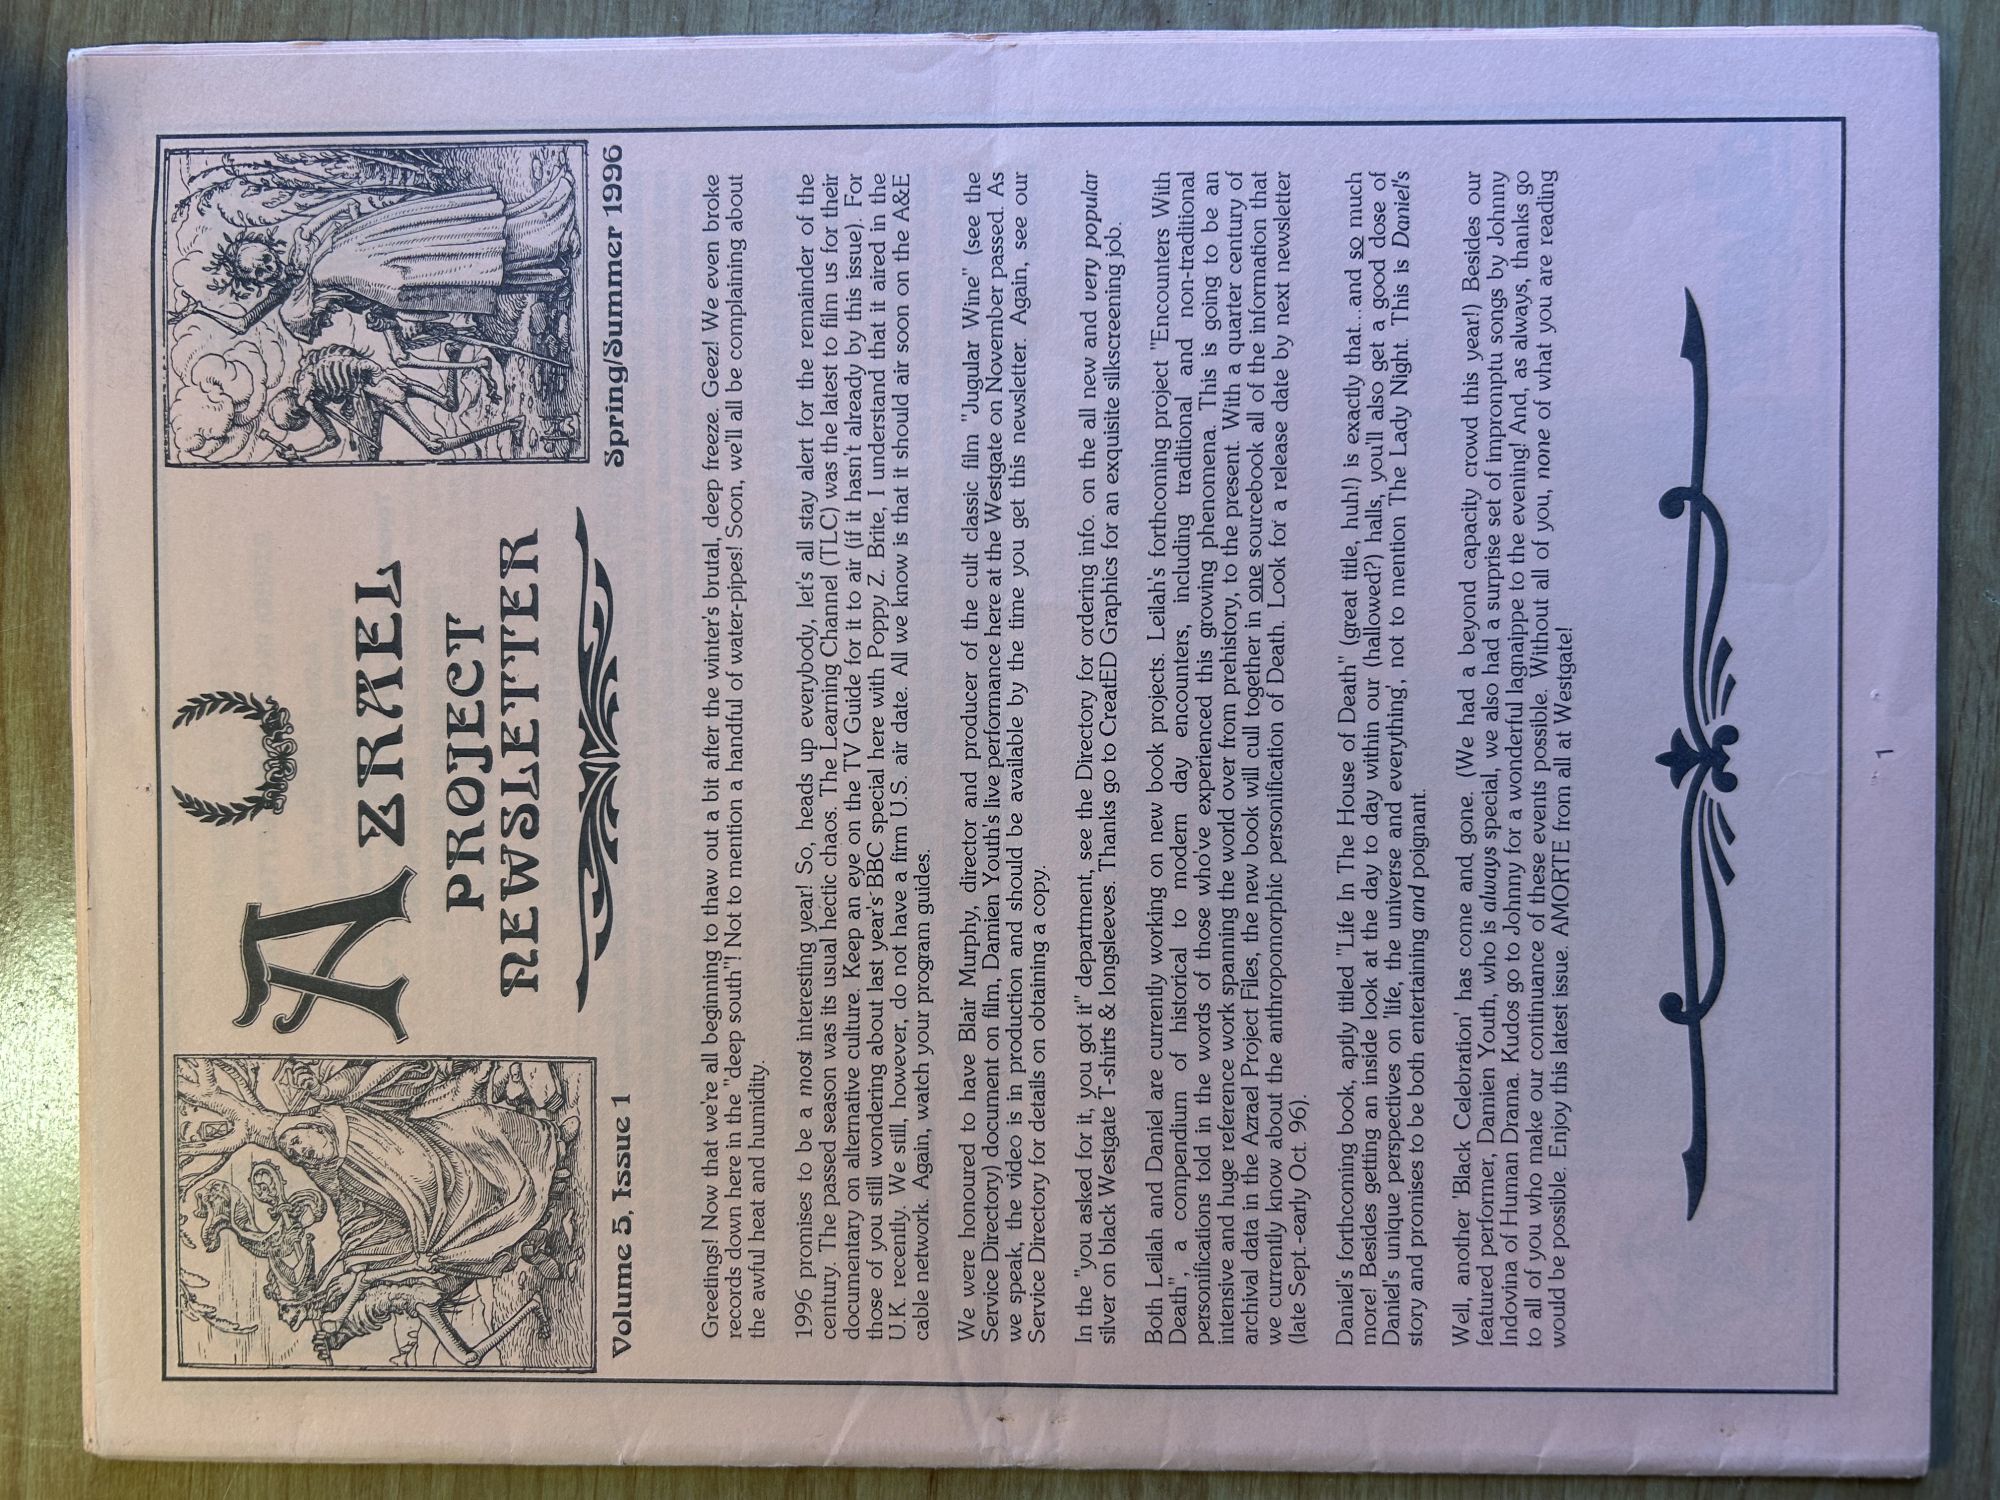 AZRAEL
PROJECT
NEWSLETTER
Volume 5, Issue 1
Spring/Summer 1996
Greetings! Now that we're all beginning to thaw out a bit after the winter's brutal, deep freeze. Geez! We even broke
records down here in the "deep south"! Not to mention a handful of water-pipes! Soon, we'll all be complaining about
the awful heat and humidity.
1996 promises to be a most interesting year! So, heads up everybody, let's all stay alert for the remainder of the
century. The passed season was its usual hectic chaos. The Learning Channel (TLC) was the latest to film us for their
documentary on alternative culture. Keep an eye on the TV Guide for it to air (if it hasn't already by this issue). For
those of you still wondering about last year's BBC special here with Poppy Z. Brite, I understand that it aired in the
U.K. recently. We still, however, do not have a firm U.S. air date. All we know is that it should air soon on the A&E
cable network. Again, watch your program guides.
We were honoured to have Blair Murphy, director and producer of the cult classic film "Jugular Wine" (see the
Service Directory) document on film, Damien Youth's live performance here at the Westgate on November passed. As
we speak, the video is in production and should be available by the time you get this newsletter. Again, see our
Service Directory for details on obtaining a copy.
In the "you asked for it, you got it" department, see the Directory for ordering info. on the all new and very popular
silver on black Westgate T-shirts & longsleeves. Thanks go to CreatED Graphics for an exquisite silkscreening job.
Both Leilah and Daniel are currently working on new book projects. Leilah's forthcoming project "Encounters With
Death", a compendium of historical to modern day encounters, including traditional and non-traditional
personifications told in the words of those who've experienced this growing phenomena. This is going to be an
intensive and huge reference work spanning the world over from prehistory, to the present. With a quarter century of
archival data in the Azrael Project Files, the new book will cull together in one sourcebook all of the information that
we currently know about the anthropomorphic personification of Death. Look for a release date by next newsletter
(late Sept.-early Oct. 96).
Daniel's forthcoming book, aptly titled "Life In The House of Death" (great title, huh!) is exactly that...and so much
more! Besides getting an inside look at the day to day within our (hallowed?) halls, you'll also get a good dose of
Daniel's unique perspectives on 'life, the universe and everything', not to mention The Lady Night. This is Daniel's
story and promises to be both entertaining and poignant.
Well, another 'Black Celebration' has come and gone. (We had a beyond capacity crowd this year!) Besides our
featured performer, Damien Youth, who is always special, we also had a surprise set of impromptu songs by Johnny
Indovina of Human Drama. Kudos go to Johnny for a wonderful lagnaippe to the evening! And, as always, thanks go
to all of you who make our continuance of these events possible. Without all of you, none of what you are reading
would be possible. Enjoy this latest issue. AMORTE from all at Westgate!
1